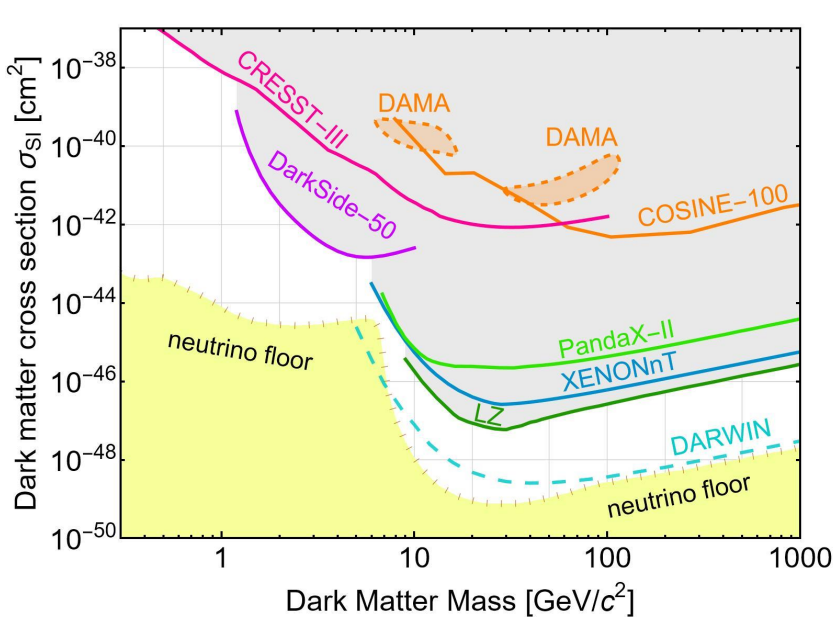 Dark matter cross section σSI [cm²]
10⁻³⁸
10⁻⁴⁰
10⁻⁴²
10⁻⁴⁴
10⁻⁴⁶
10⁻⁴⁸
10⁻⁵⁰
CRESST-III
DAMA
DAMA
DarkSide-50
COSINE-100
PandaX-II
XENONnT
LZ
DARWIN
neutrino floor
neutrino floor
1
10
100
1000
Dark Matter Mass [GeV/c²]